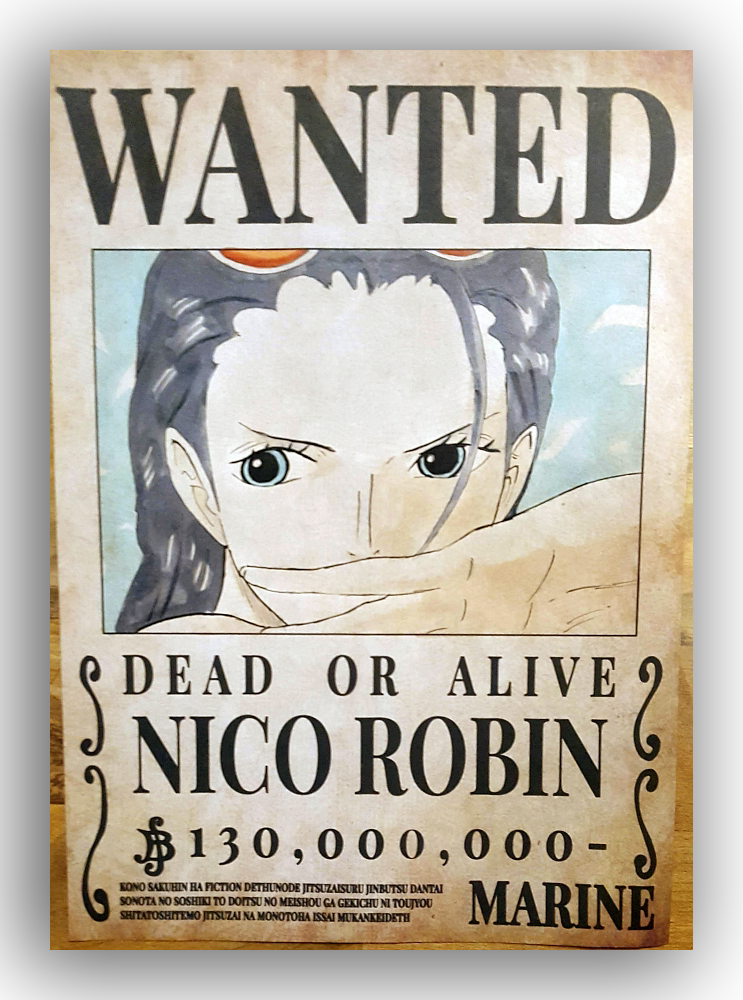 WANTED
DEAD OR ALIVE
NICO ROBIN
฿130,000,000-
KONO SAKUHIN HA FICTION DETHUNODE JITSUZAISURU JINBUTSU DANTAI
SONOTA NO SOSHIKI TO DOITSU NO MEISHOU GA GEKICHU NI TOUJYOU
SHITATOSHITEMO JITSUZAI NA MONOTOHA ISSAI MUKANKEIDETH
MARINE